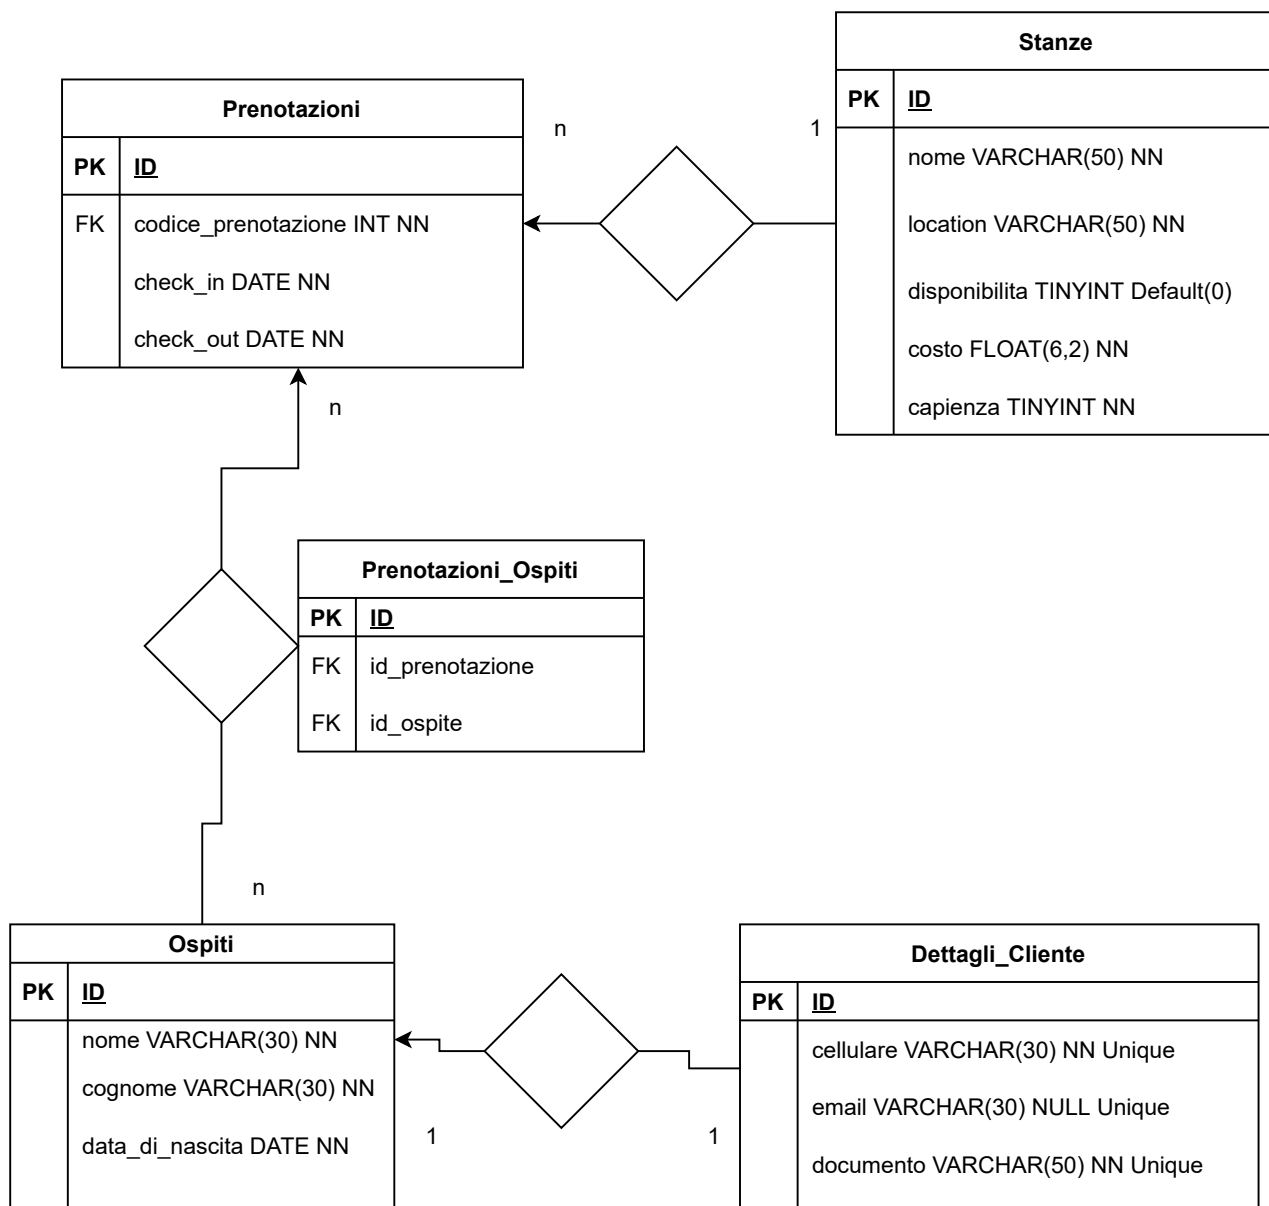 Stanze
PK ID
nome VARCHAR(50) NN
location VARCHAR(50) NN
disponibilita TINYINT Default(0)
costo FLOAT(6,2) NN
capienza TINYINT NN
Prenotazioni
PK ID
FK codice_prenotazione INT NN
check_in DATE NN
check_out DATE NN
n
1
n
Prenotazioni_Ospiti
PK ID
FK id_prenotazione
FK id_ospite
n
Ospiti
PK ID
nome VARCHAR(30) NN
cognome VARCHAR(30) NN
data_di_nascita DATE NN
1
1
Dettagli_Cliente
PK ID
cellulare VARCHAR(30) NN Unique
email VARCHAR(30) NULL Unique
documento VARCHAR(50) NN Unique